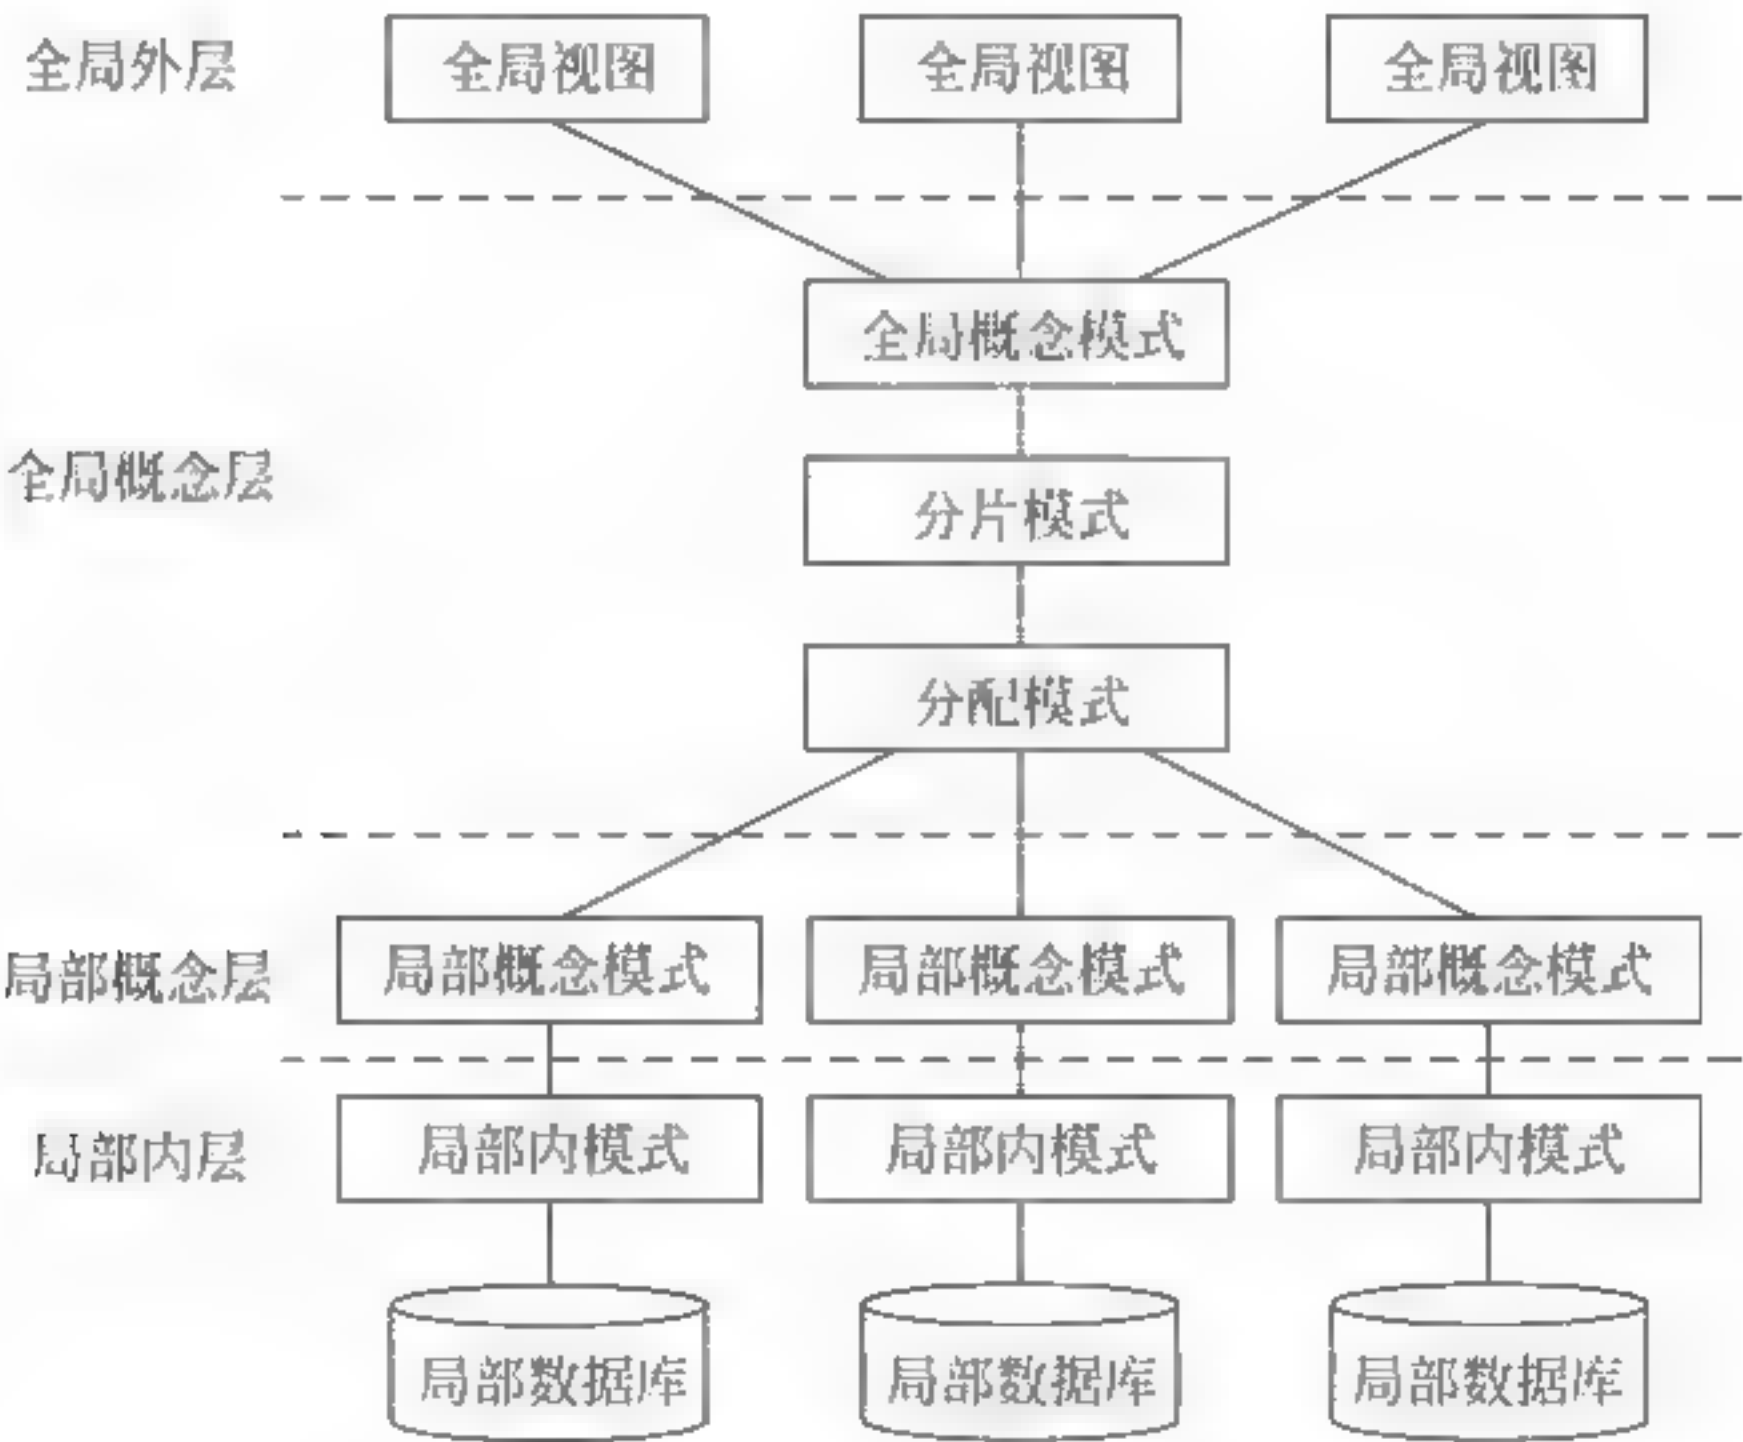 全局外层 全局视图 全局视图 全局视图
全局概念模式
全局概念层
分片模式
分配模式
局部概念层 局部概念模式 局部概念模式 局部概念模式
局部内层 局部内模式 局部内模式 局部内模式
局部数据库 局部数据库 局部数据库